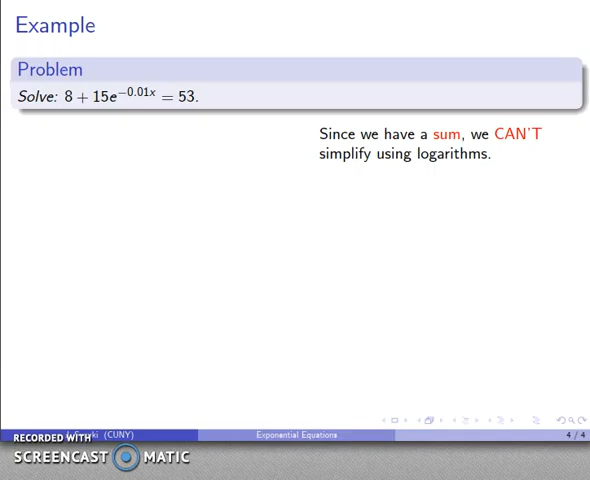 Example
Problem
Solve: 8 + 15e^{−0.01x} = 53.
Since we have a sum, we CAN'T
simplify using logarithms.
(CUNY)
Exponential Equations
4 / 4
RECORDED WITH
SCREENCAST MATIC